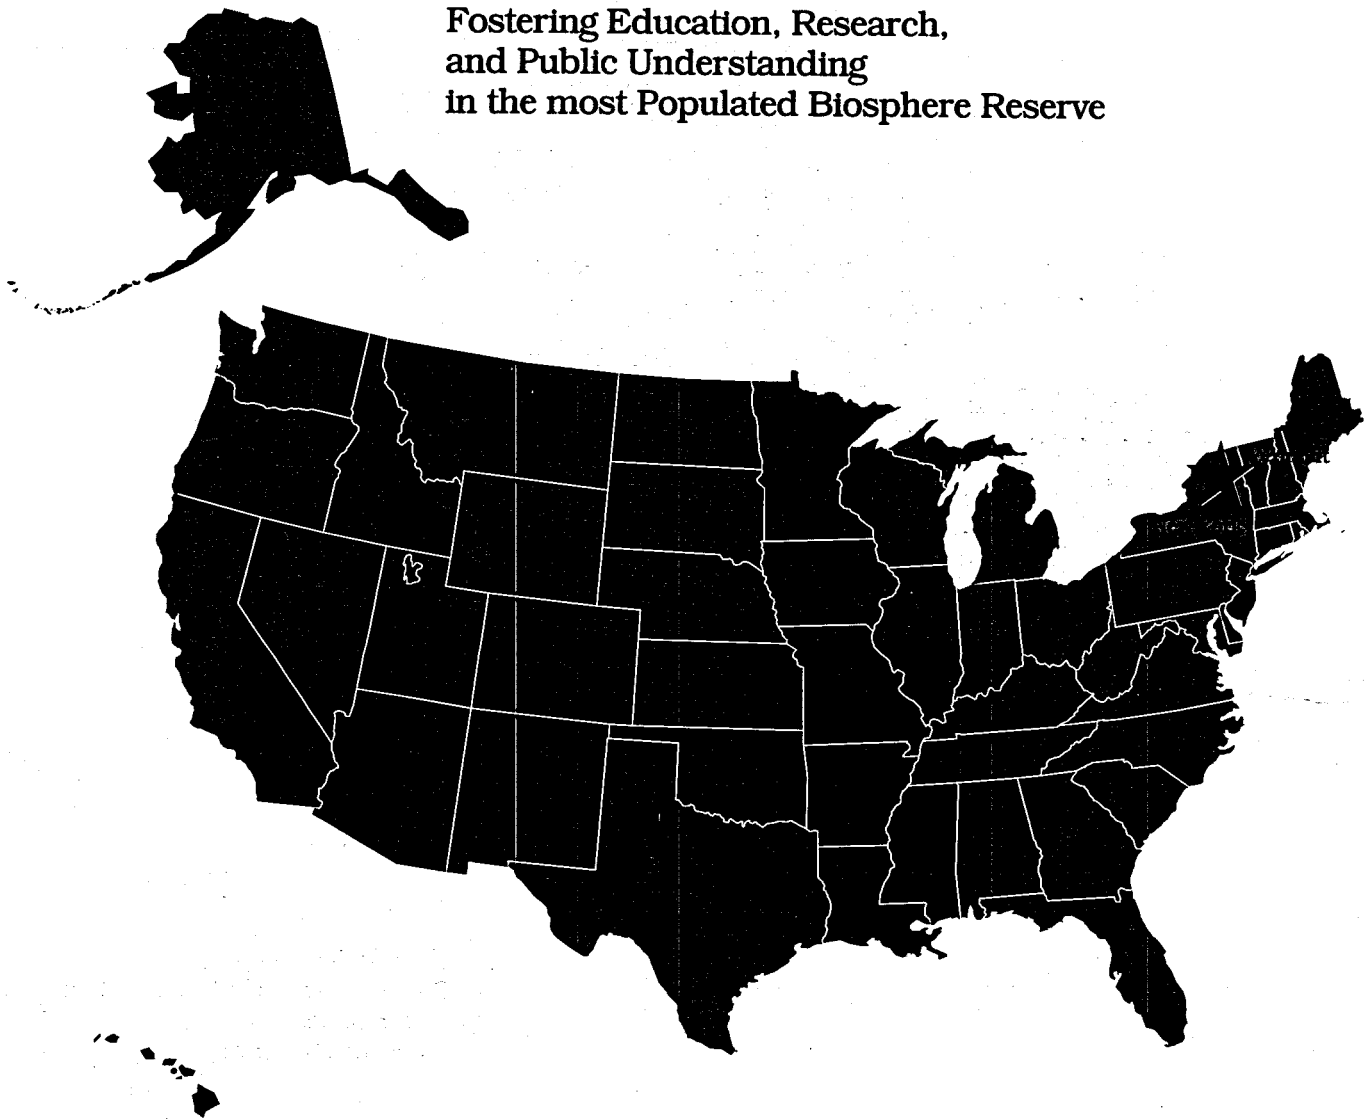 Fostering Education, Research,
and Public Understanding
in the most Populated Biosphere Reserve